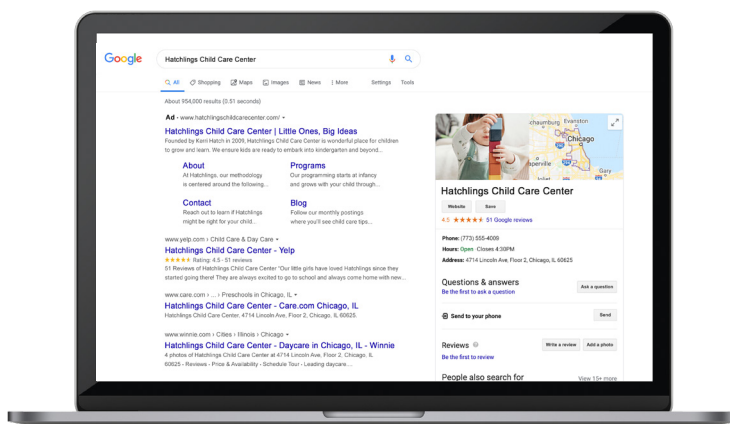 Google
Hatchlings Child Care Center
All Shopping Maps Images News More Settings Tools
About 954,000 results (0.51 seconds)
Ad · www.hatchlingschildcarecenter.com/
Hatchlings Child Care Center | Little Ones, Big Ideas
Founded by Kerri Hatch in 2009, Hatchlings Child Care Center is wonderful place for children
to grow and learn. We ensure kids are ready to embark into kindergarten and beyond...
About
At Hatchlings, our methodology
is centered around the following...
Programs
Our programming starts at infancy
and grows with your child through...
Contact
Reach out to learn if Hatchlings
might be right for your child...
Blog
Follow our monthly postings
where you'll see child care tips...
www.yelp.com › Child Care & Day Care
Hatchlings Child Care Center - Yelp
Rating: 4.5 - 51 reviews
51 Reviews of Hatchlings Child Care Center "Our little girls have loved Hatchlings since they
started going there! They are always excited to go to school and always come home with new...
www.care.com › ... › Preschools in Chicago, IL
Hatchlings Child Care Center - Care.com Chicago, IL
Hatchlings Child Care Center, 4714 Lincoln Ave, Floor 2, Chicago, IL 60625.
www.winnie.com › Cities › Illinois › Chicago
Hatchlings Child Care Center - Daycare in Chicago, IL - Winnie
4 photos of Hatchlings Child Care Center at 4714 Lincoln Ave, Floor 2, Chicago, IL
60625 - Reviews - Price & Availability - Schedule Tour - Leading daycare...
chaumburg Evanston
Chicago
aperville
Gary
Hatchlings Child Care Center
Website Save
4.5 51 Google reviews
Phone: (773) 555-4009
Hours: Open Closes 4:30PM
Address: 4714 Lincoln Ave, Floor 2, Chicago, IL 60625
Questions & answers
Be the first to ask a question
Ask a question
Send to your phone
Send
Reviews
Write a review Add a photo
Be the first to review
People also search for
View 15+ more